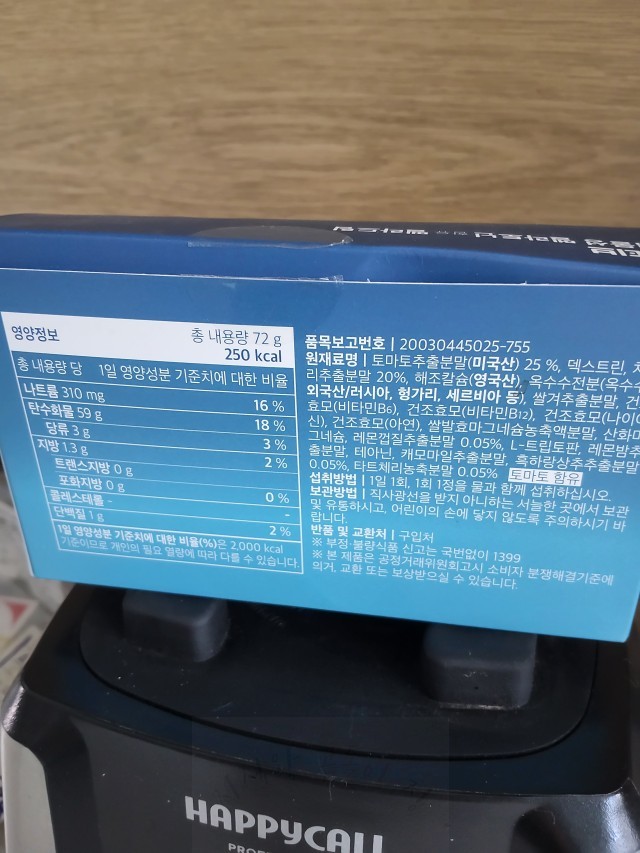 영양정보
총 내용량 72 g
250 kcal
총 내용량 당 1일 영양성분 기준치에 대한 비율
나트륨 310 mg 16 %
탄수화물 59 g 18 %
당류 3 g 3 %
지방 1.3 g 2 %
트랜스지방 0 g
포화지방 0 g 0 %
콜레스테롤 - -
단백질 1 g 2 %
1일 영양성분 기준치에 대한 비율(%)은 2,000 kcal
기준이므로 개인의 필요 열량에 따라 다를 수 있습니다.
품목보고번호 | 20030445025-755
원재료명 | 토마토추출분말(미국산) 25 %, 덱스트린,
리추출분말 20%, 해조칼슘(영국산), 옥수수전분(옥수
외국산/러시아, 헝가리, 세르비아 등), 쌀겨추출분말, 건
효모(비타민B6), 건조효모(비타민B12), 건조효모(나이
신), 건조효모(아연), 쌀발효마그네슘농축액분말, 산화마
그네슘, 레몬껍질추출분말 0.05%, L-트립토판, 레몬밤추
출분말, 테아닌, 캐모마일추출분말, 흑하랑상추추출분말
0.05%, 타트체리농축분말 0.05% 토마토 함유
섭취방법 | 1일 1회, 1회 1정을 물과 함께 섭취하십시오.
보관방법 | 직사광선을 받지 아니하는 서늘한 곳에서 보관
및 유통하시고, 어린이의 손에 닿지 않도록 주의하시기 바
랍니다.
반품 및 교환처 | 구입처
※ 부정·불량식품 신고는 국번없이 1399
※ 본 제품은 공정거래위원회고시 소비자 분쟁해결기준에
의거, 교환 또는 보상받으실 수 있습니다.
HAPPYCALL